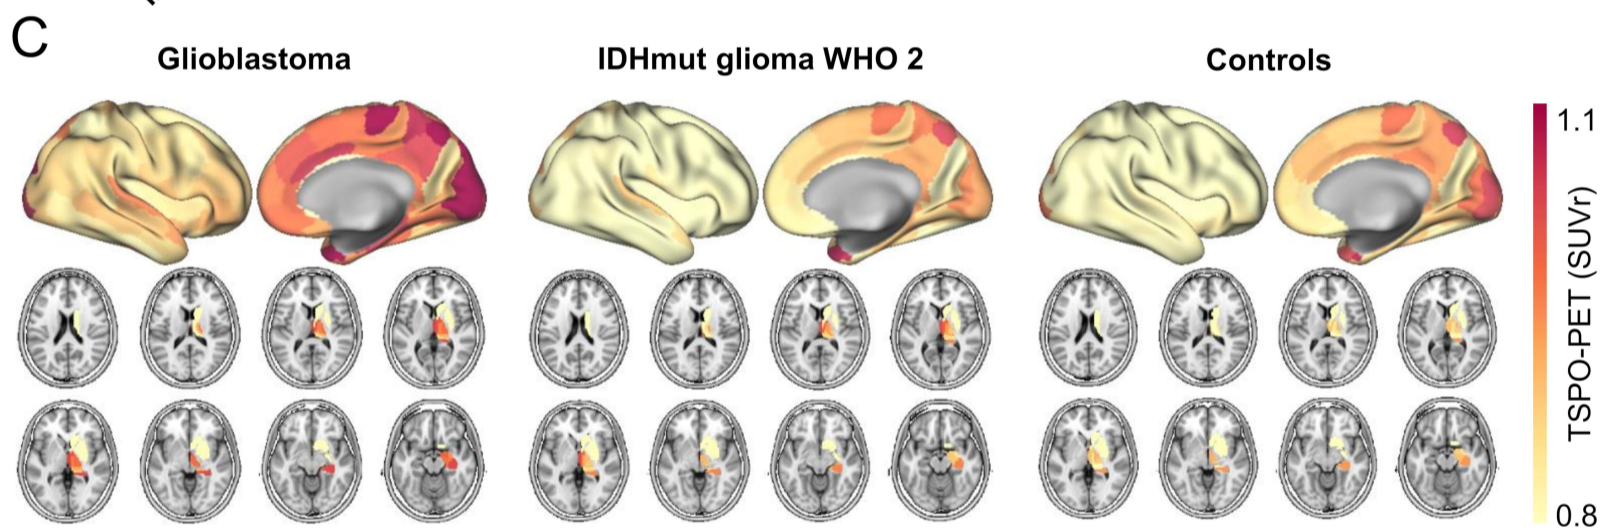 C
Glioblastoma
IDHmut glioma WHO 2
Controls
1.1
TSPO-PET (SUVr)
0.8